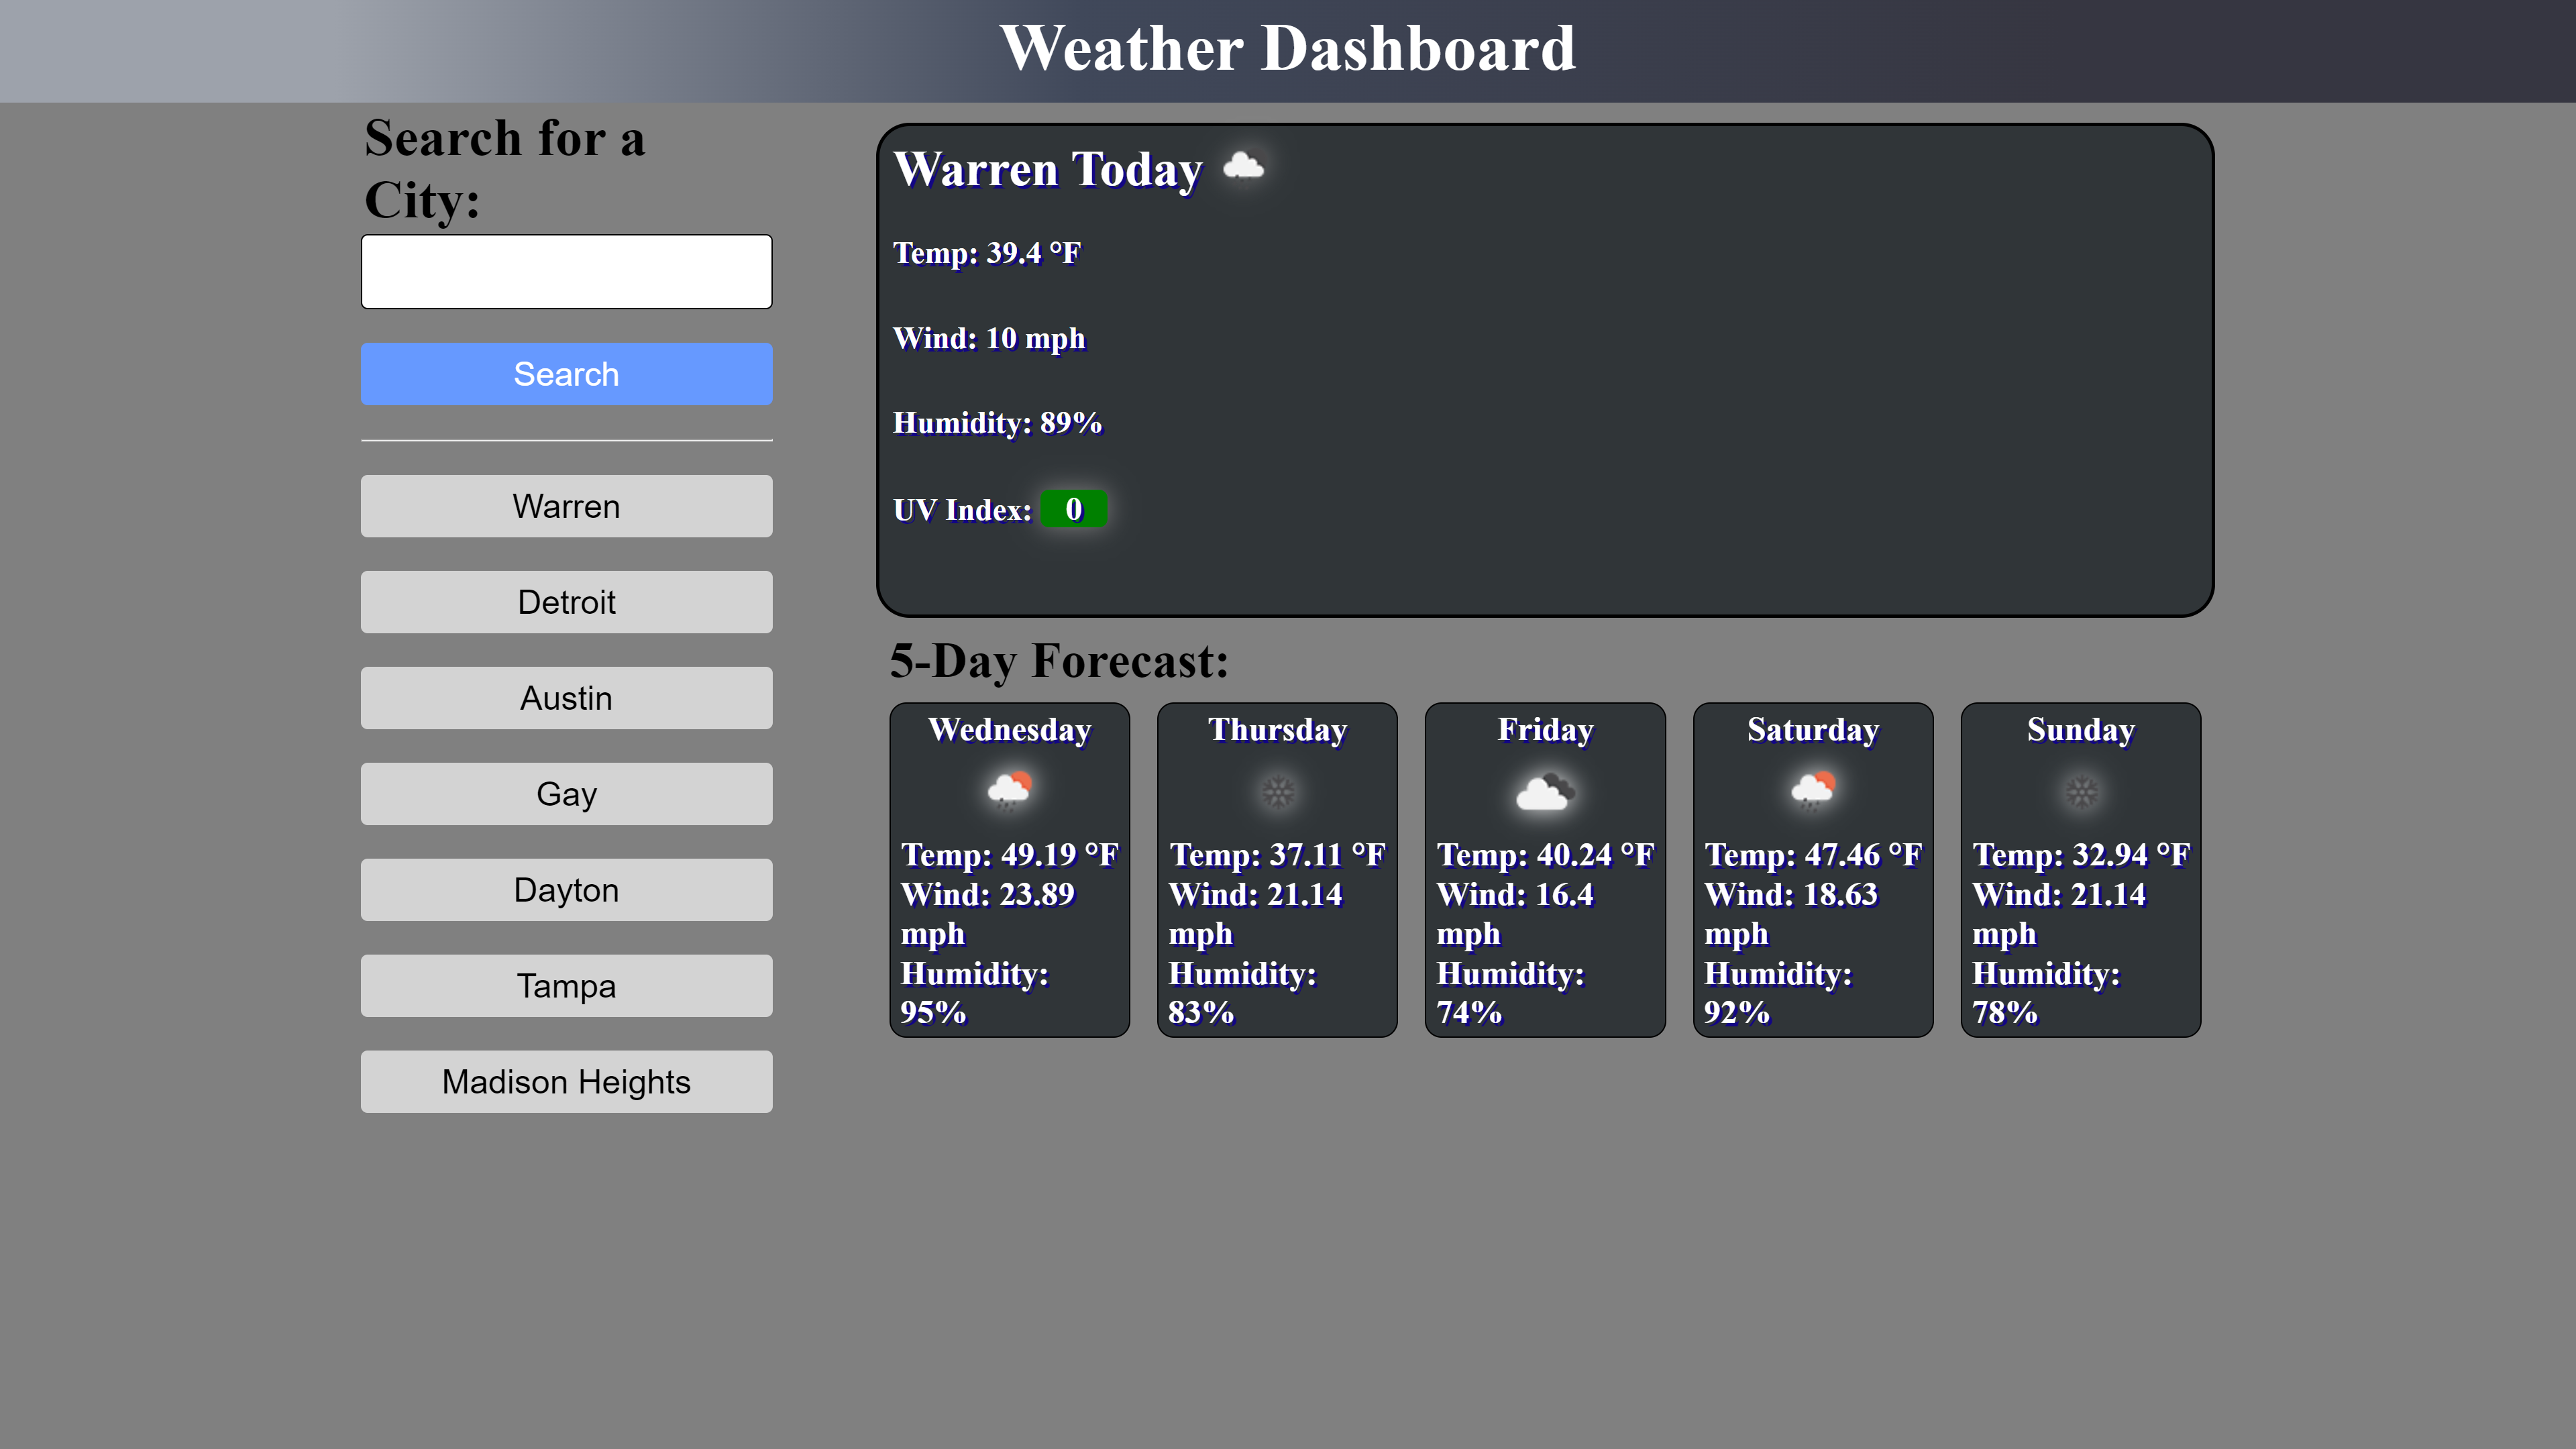 Weather Dashboard
Search for a
City:
Search
Warren
Detroit
Austin
Gay
Dayton
Tampa
Madison Heights
Warren Today
Temp: 39.4 °F
Wind: 10 mph
Humidity: 89%
UV Index: 0
5-Day Forecast:
Wednesday
Temp: 49.19 °F
Wind: 23.89
mph
Humidity:
95%
Thursday
Temp: 37.11 °F
Wind: 21.14
mph
Humidity:
83%
Friday
Temp: 40.24 °F
Wind: 16.4
mph
Humidity:
74%
Saturday
Temp: 47.46 °F
Wind: 18.63
mph
Humidity:
92%
Sunday
Temp: 32.94 °F
Wind: 21.14
mph
Humidity:
78%